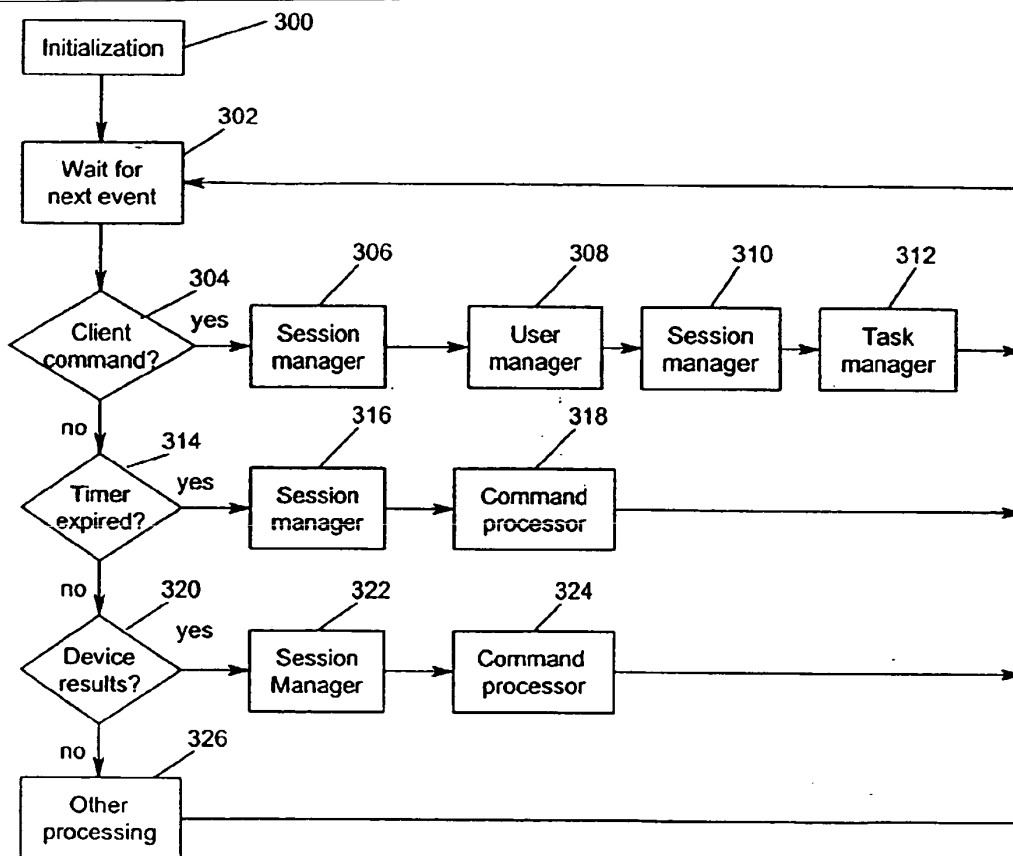 300
Initialization
302
Wait for
next event
304
306
308
310
312
Client
command?
yes
Session
manager
User
manager
Session
manager
Task
manager
no
314
316
318
Timer
expired?
yes
Session
manager
Command
processor
no
320
322
324
Device
results?
yes
Session
Manager
Command
processor
no
326
Other
processing